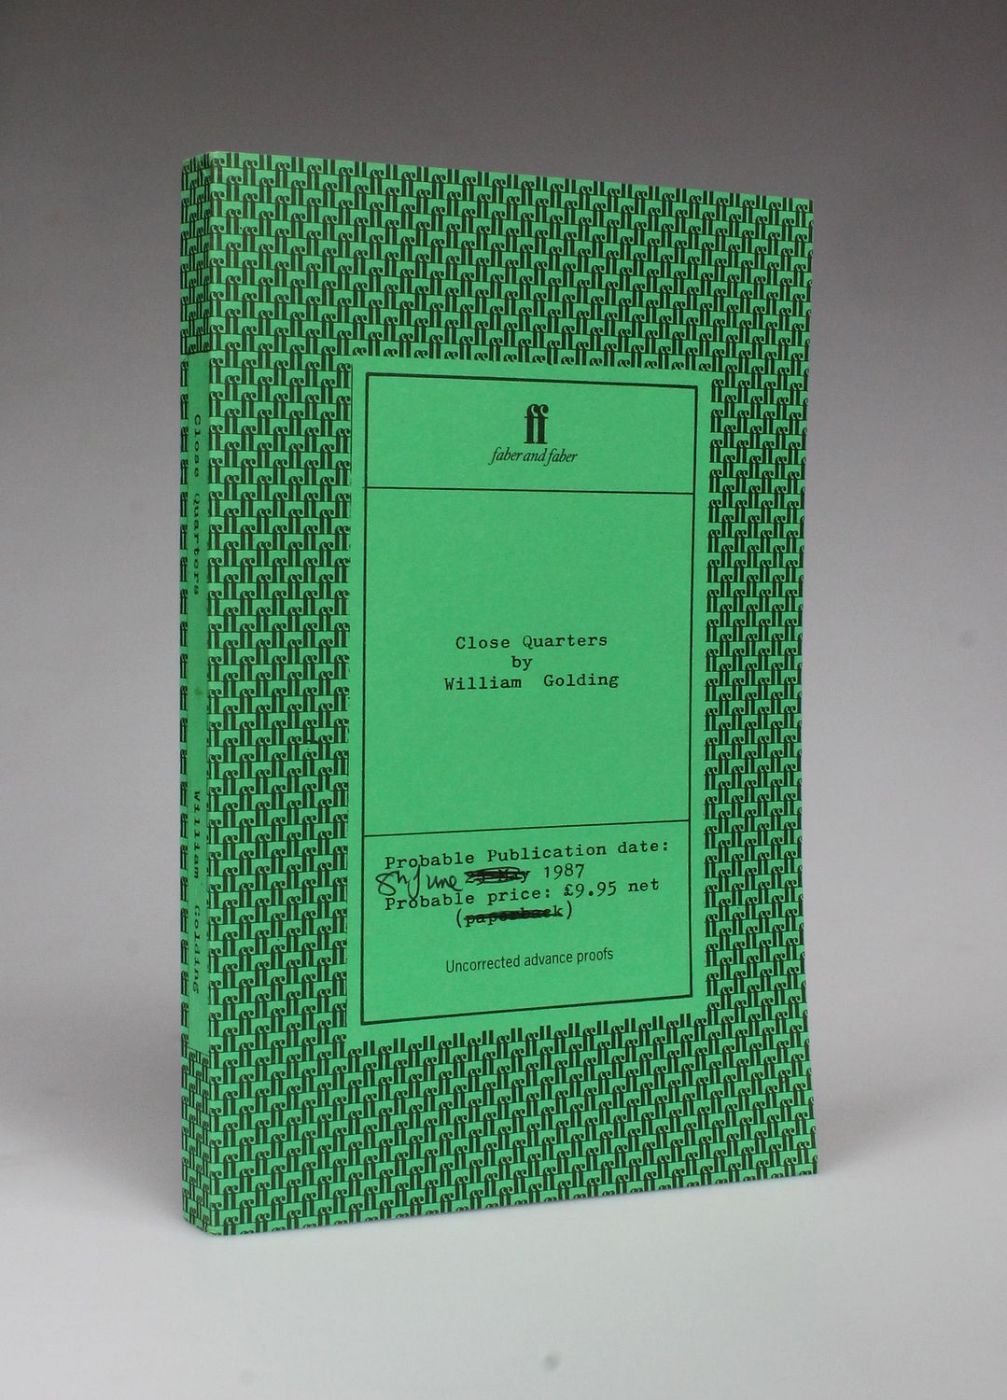 ff
faber and faber
Close Quarters
by
William Golding
Probable Publication date:
8th June 1987
Probable price: £9.95 net
(paperback)
Uncorrected advance proofs
Close Quarters
William Golding